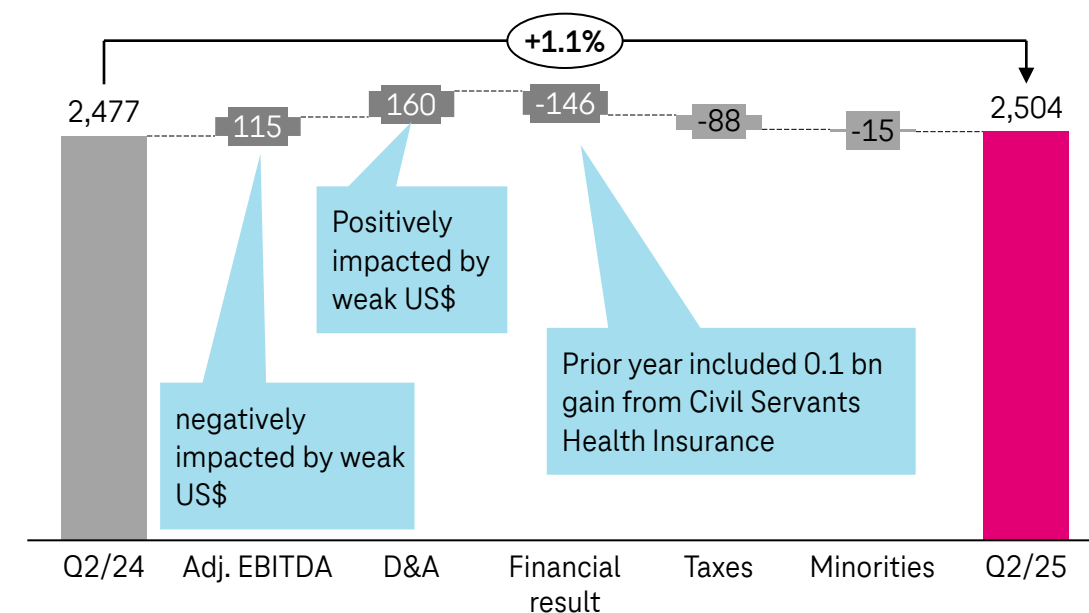 +1.1%
2,477
115
160
-146
-88
-15
2,504
Positively
impacted by
weak US$
Prior year included 0.1 bn
gain from Civil Servants
Health Insurance
negatively
impacted by weak
US$
Q2/24
Adj. EBITDA
D&A
Financial
result
Taxes
Minorities
Q2/25